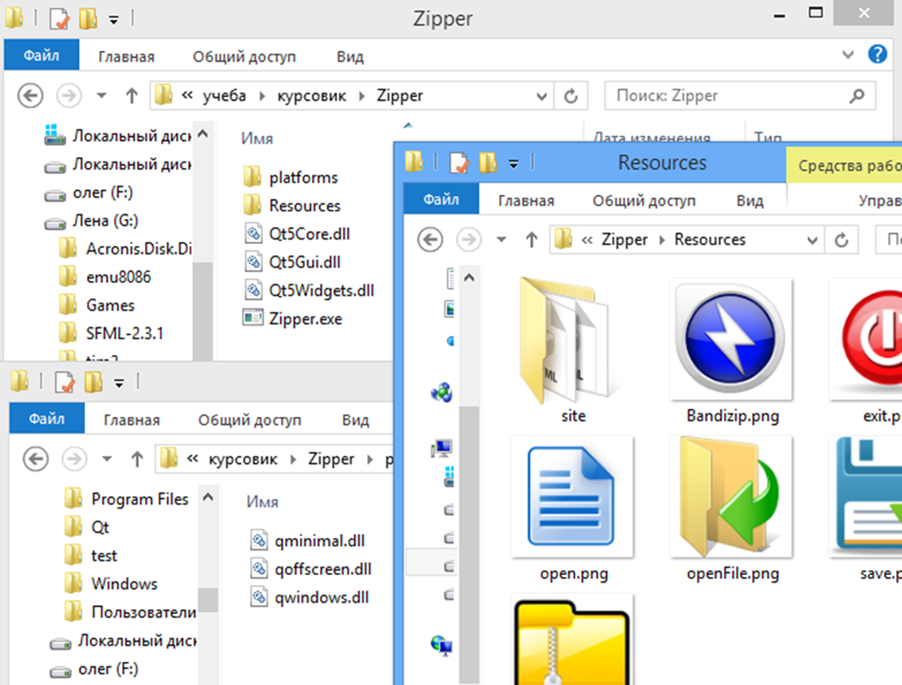 Zipper
Файл Главная Общий доступ Вид
« учеба курсовик Zipper
Поиск: Zipper
Локальный диск
Локальный диск
олег (F:)
Лена (G:)
Acronis.Disk.Di
emu8086
Games
SFML-2.3.1
Имя
Дата изменения
Тип
platforms
Resources
Qt5Core.dll
Qt5Gui.dll
Qt5Widgets.dll
Zipper.exe
Resources
Средства рабо
Файл Главная Общий доступ Вид Управ
« Zipper Resources
П
site
Bandizip.png
exit.p
open.png
openFile.png
save.p
Файл Главная Общий доступ Вид
« курсовик Zipper p
Program Files
Qt
test
Windows
Пользователи
Локальный диск
олег (F:)
Имя
qminimal.dll
qoffscreen.dll
qwindows.dll